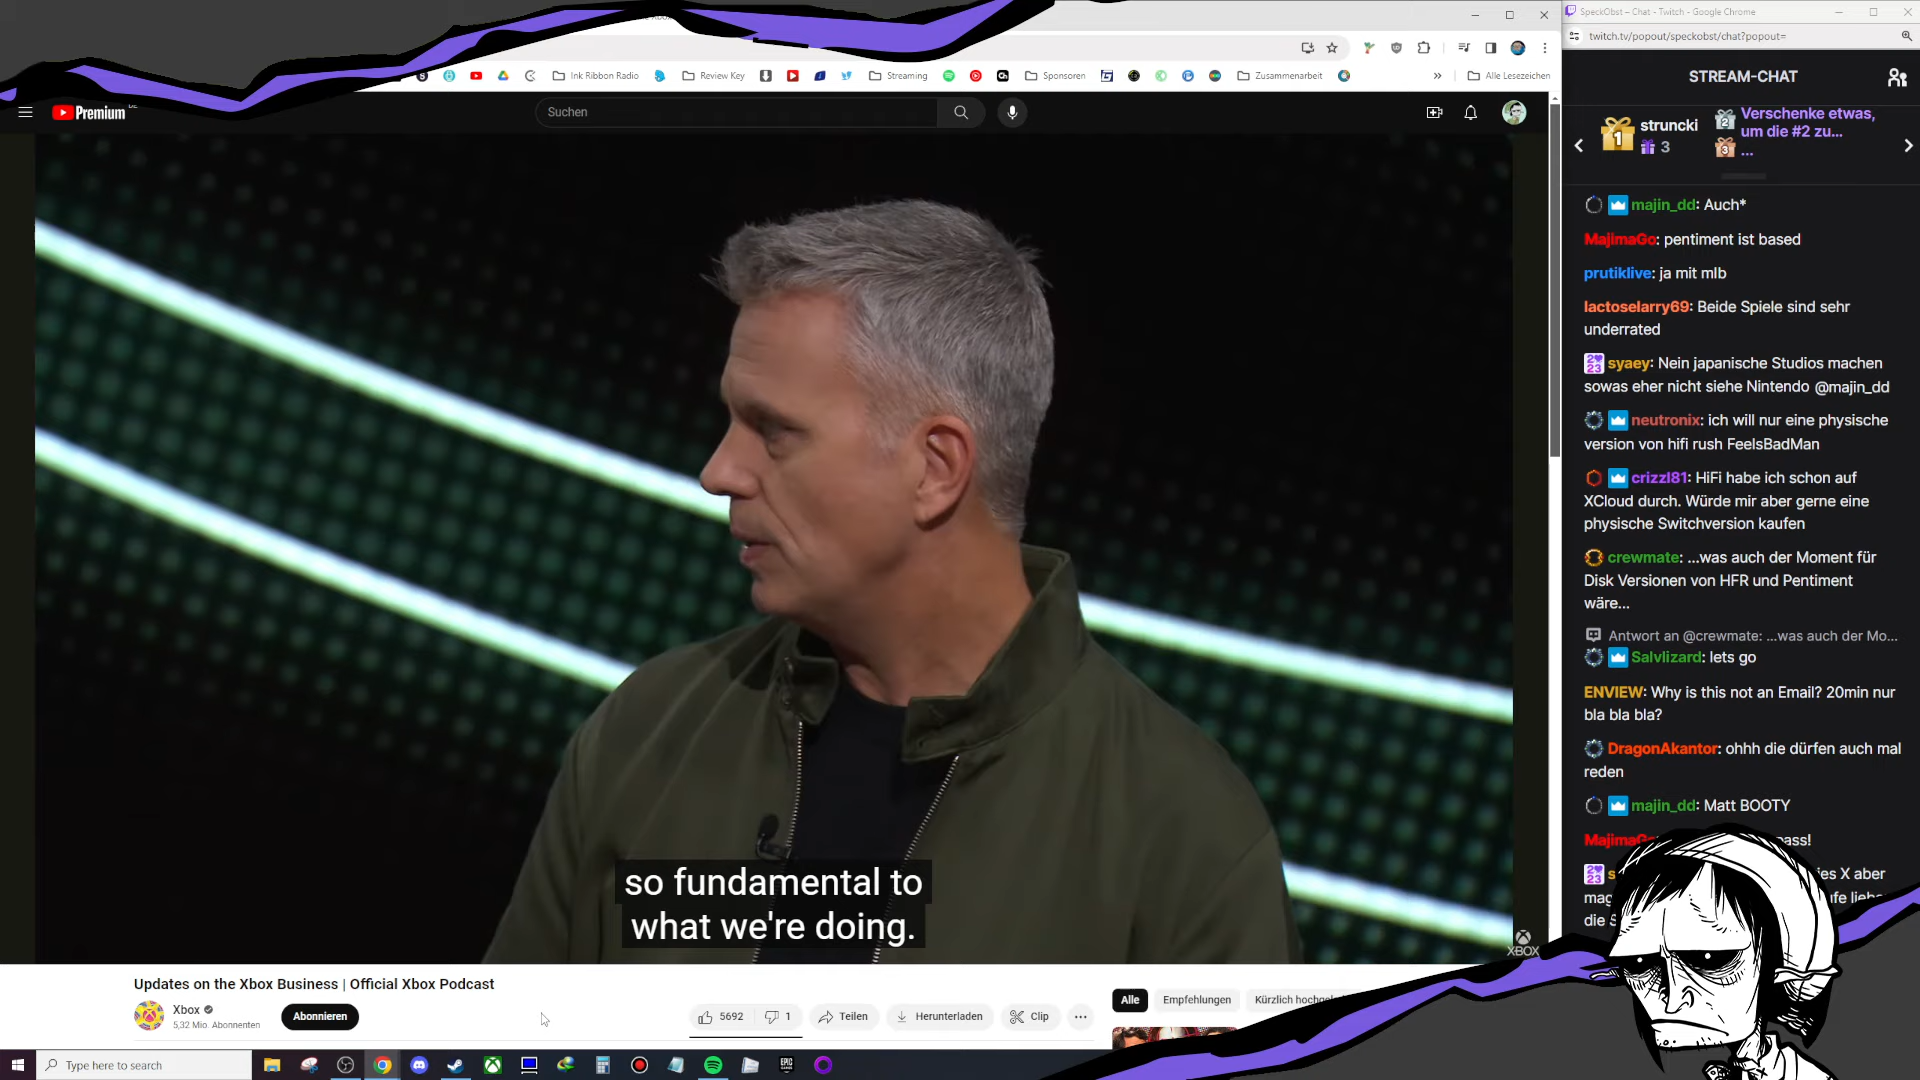 SpeckObst – Chat - Twitch - Google Chrome
twitch.tv/popout/speckobst/chat?popout=
Ink Ribbon Radio
Review Key
Streaming
Sponsoren
Zusammenarbeit
»
Alle Lesezeichen
Premium
DE
Suchen
STREAM-CHAT
1
struncki
3
2
3
Verschenke etwas,
um die #2 zu...
...
majin_dd: Auch*
MajimaGo: pentiment ist based
prutiklive: ja mit mlb
lactoselarry69: Beide Spiele sind sehr
underrated
syaey: Nein japanische Studios machen
sowas eher nicht siehe Nintendo @majin_dd
neutronix: ich will nur eine physische
version von hifi rush FeelsBadMan
crizzl81: HiFi habe ich schon auf
XCloud durch. Würde mir aber gerne eine
physische Switchversion kaufen
crewmate: ...was auch der Moment für
Disk Versionen von HFR und Pentiment
wäre...
Antwort an @crewmate: ...was auch der Mo...
Salvlizard: lets go
ENVIEW: Why is this not an Email? 20min nur
bla bla bla?
DragonAkantor: ohhh die dürfen auch mal
reden
majin_dd: Matt BOOTY
so fundamental to
what we're doing.
XBOX
Updates on the Xbox Business | Official Xbox Podcast
Xbox
5,32 Mio. Abonnenten
Abonnieren
5692
1
Teilen
Herunterladen
Clip
Alle
Empfehlungen
Type here to search
EPIC